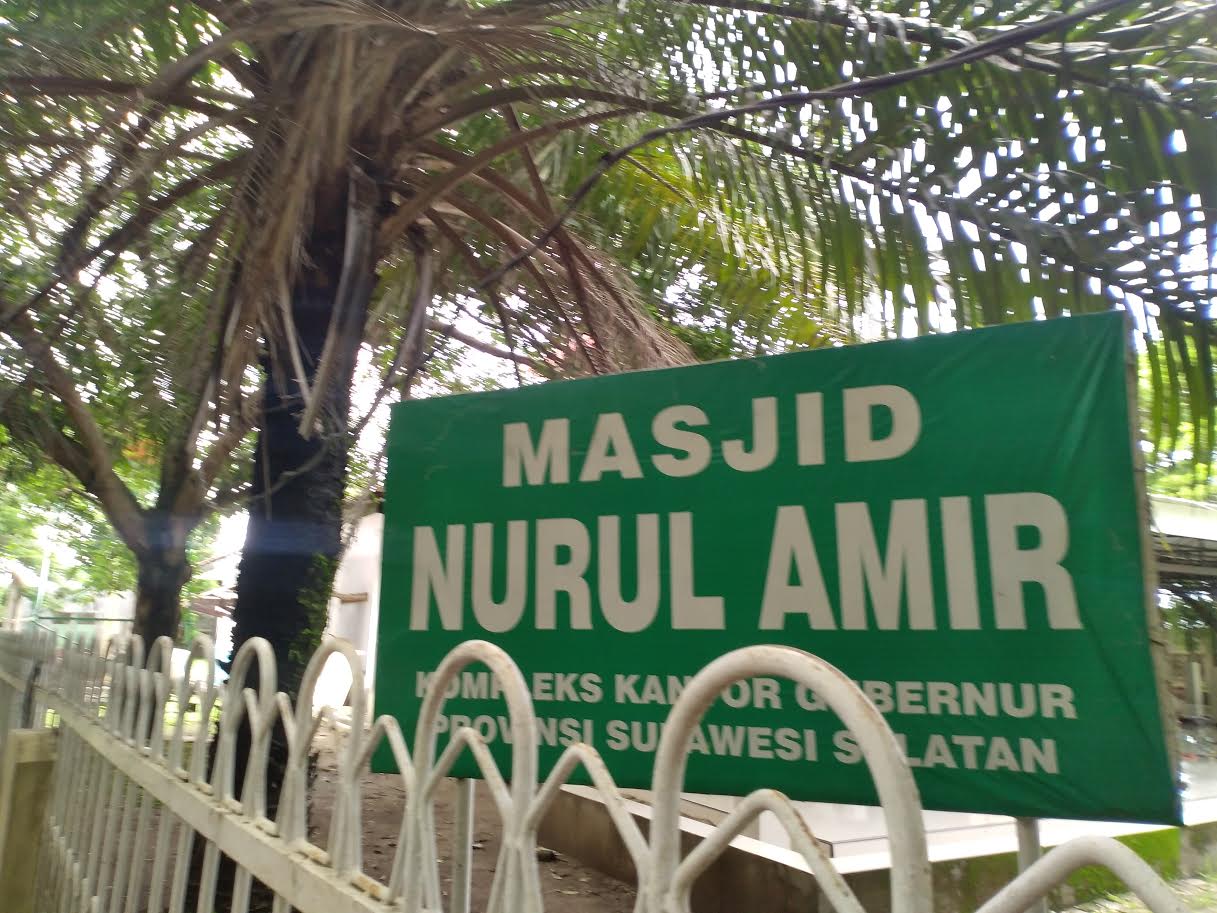 MASJID
NURUL AMIR
KOMPLEKS KANTOR GUBERNUR
PROVINSI SULAWESI SELATAN